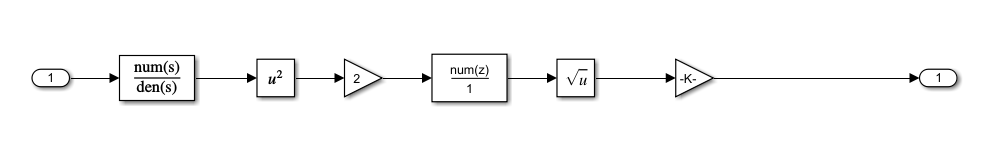 1
num(s)
den(s)
u²
2
num(z)
1
√u
-K-
1